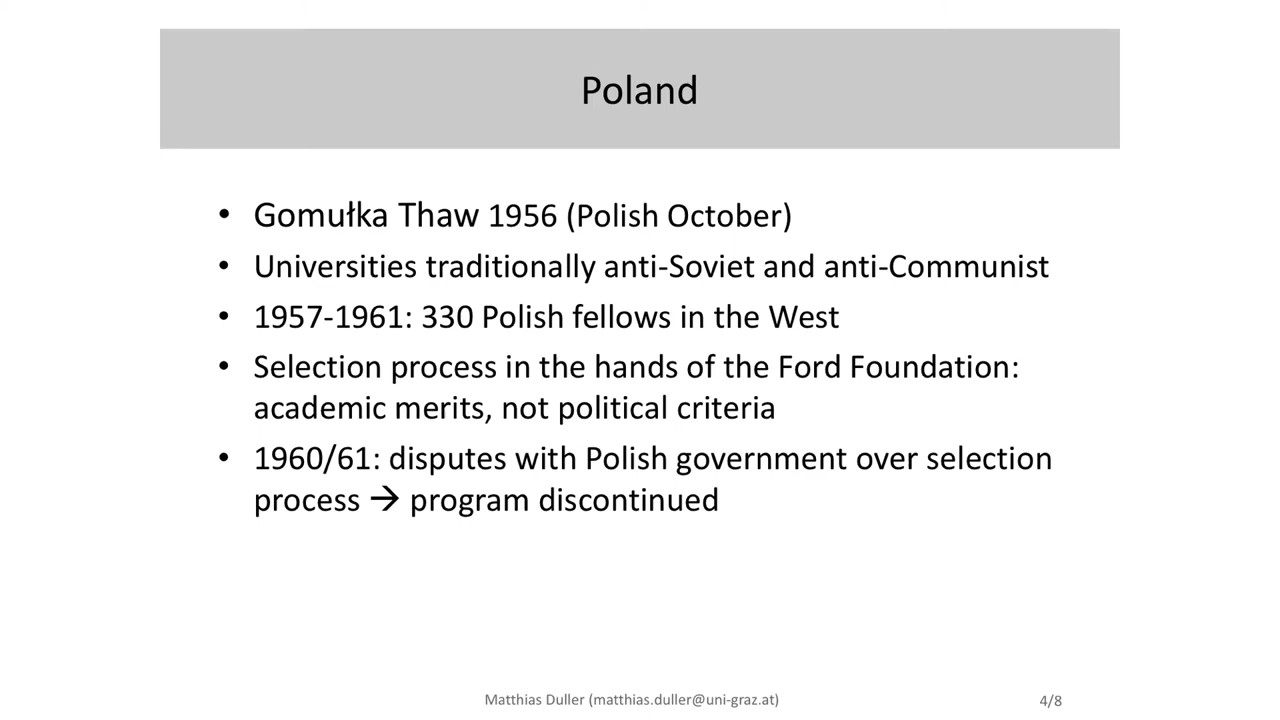 Poland
• Gomułka Thaw 1956 (Polish October)
• Universities traditionally anti-Soviet and anti-Communist
• 1957-1961: 330 Polish fellows in the West
• Selection process in the hands of the Ford Foundation:
academic merits, not political criteria
• 1960/61: disputes with Polish government over selection
process → program discontinued
Matthias Duller (matthias.duller@uni-graz.at)
4/8